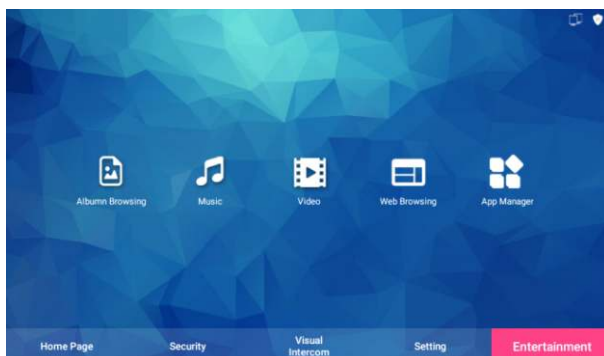 Albumn Browsing
Music
Video
Web Browsing
App Manager
Home Page
Security
Visual
Intercom
Setting
Entertainment